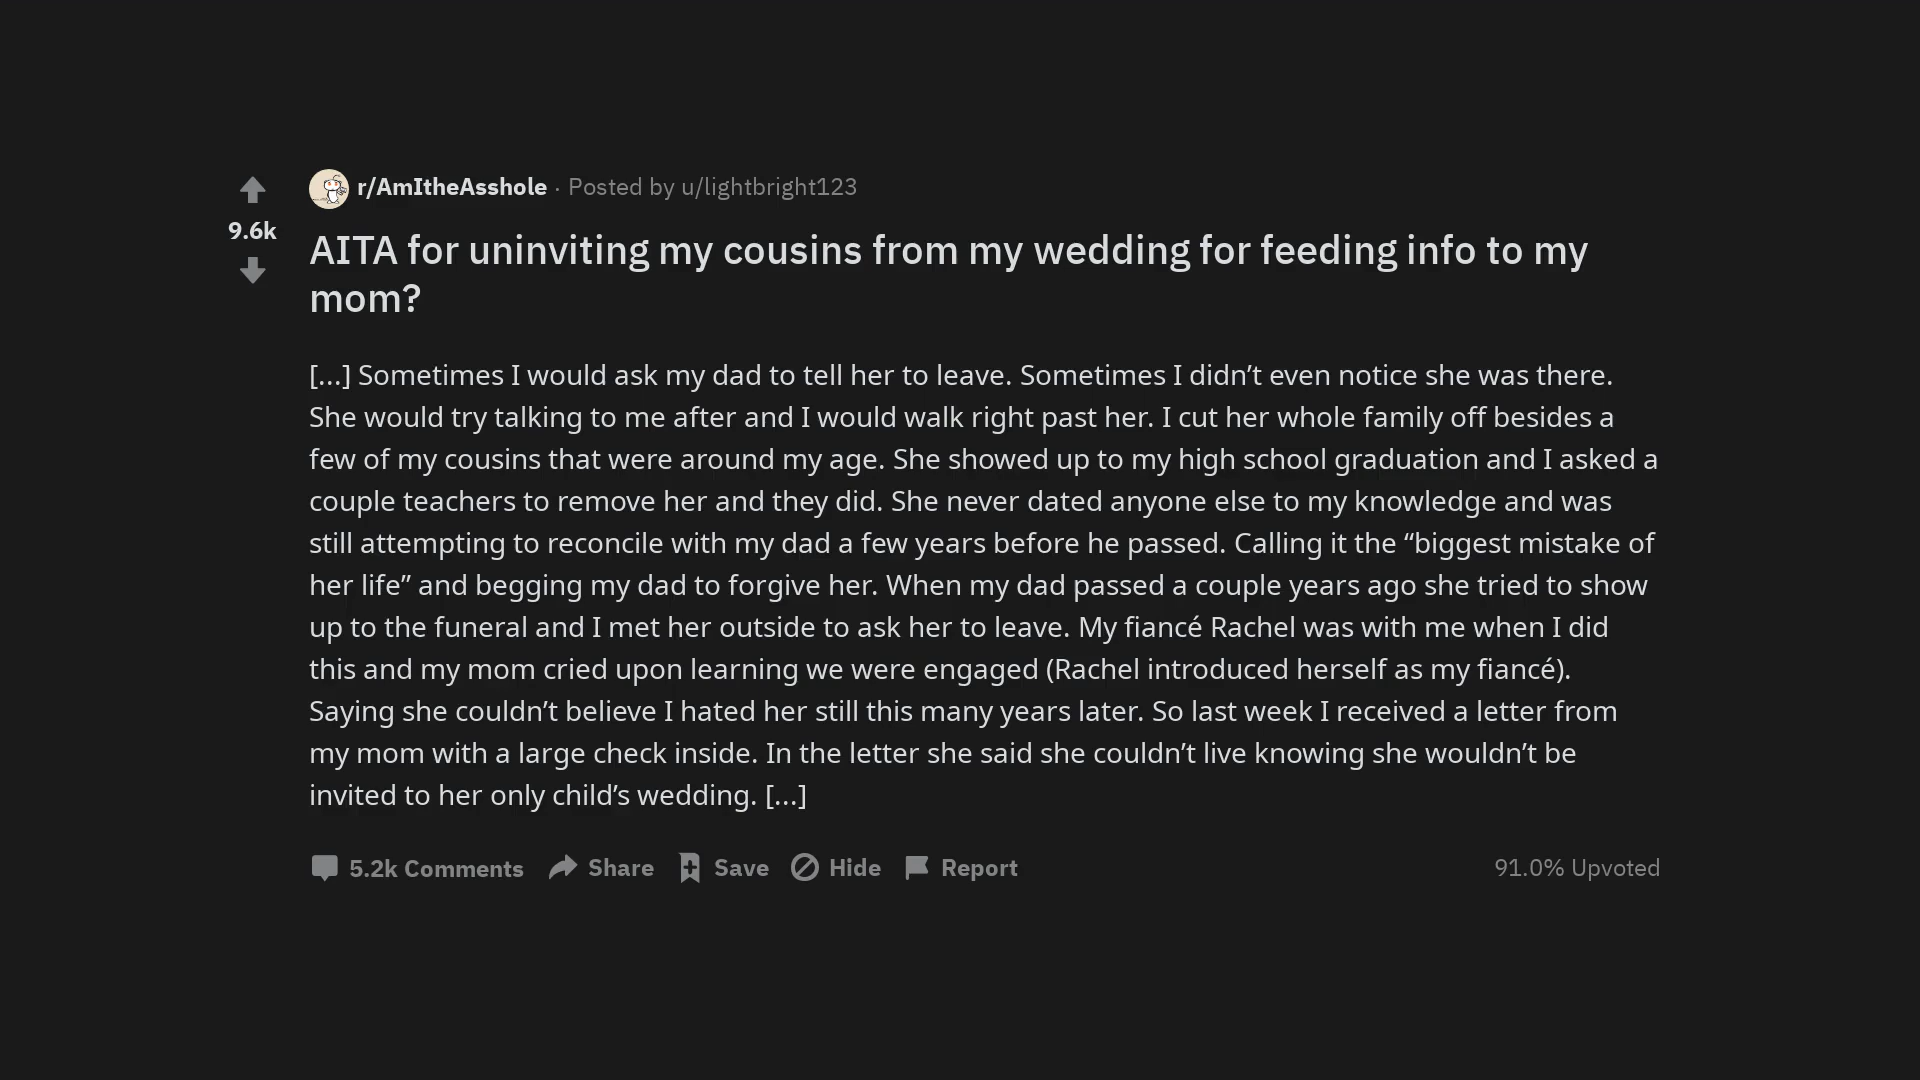 r/AmItheAsshole · Posted by u/lightbright123
9.6k
AITA for uninviting my cousins from my wedding for feeding info to my
mom?
[...] Sometimes I would ask my dad to tell her to leave. Sometimes I didn’t even notice she was there.
She would try talking to me after and I would walk right past her. I cut her whole family off besides a
few of my cousins that were around my age. She showed up to my high school graduation and I asked a
couple teachers to remove her and they did. She never dated anyone else to my knowledge and was
still attempting to reconcile with my dad a few years before he passed. Calling it the “biggest mistake of
her life” and begging my dad to forgive her. When my dad passed a couple years ago she tried to show
up to the funeral and I met her outside to ask her to leave. My fiancé Rachel was with me when I did
this and my mom cried upon learning we were engaged (Rachel introduced herself as my fiancé).
Saying she couldn’t believe I hated her still this many years later. So last week I received a letter from
my mom with a large check inside. In the letter she said she couldn’t live knowing she wouldn’t be
invited to her only child’s wedding. [...]
5.2k Comments Share Save Hide Report 91.0% Upvoted